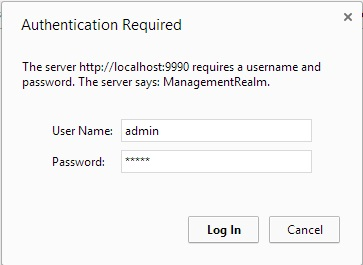 Authentication Required
The server http://localhost:9990 requires a username and
password. The server says: ManagementRealm.
User Name: admin
Password: *****
Log In Cancel